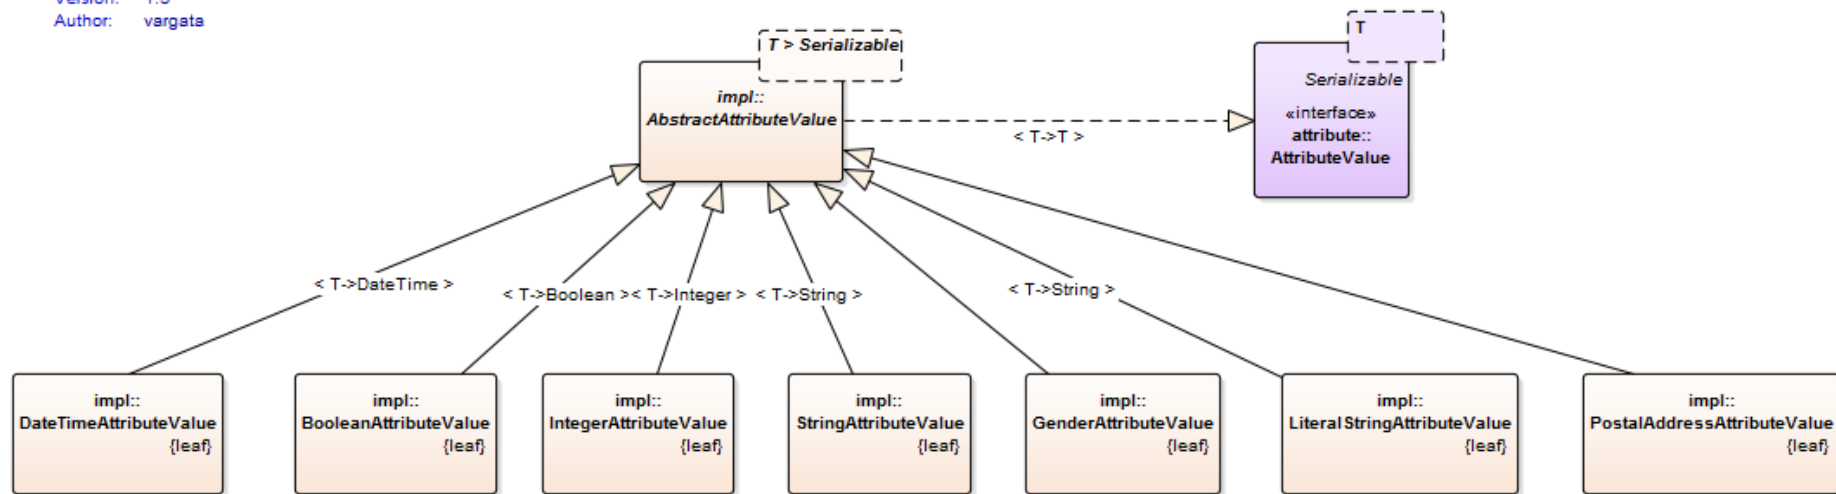 Author: vargata
T > Serializable
T
impl::
AbstractAttributeValue
Serializable
«interface»
attribute::
AttributeValue
< T->T >
< T->DateTime >
< T->Boolean >
< T->Integer >
< T->String >
< T->String >
impl::
DateTimeAttributeValue
{leaf}
impl::
BooleanAttributeValue
{leaf}
impl::
IntegerAttributeValue
{leaf}
impl::
StringAttributeValue
{leaf}
impl::
GenderAttributeValue
{leaf}
impl::
LiteralStringAttributeValue
{leaf}
impl::
PostalAddressAttributeValue
{leaf}